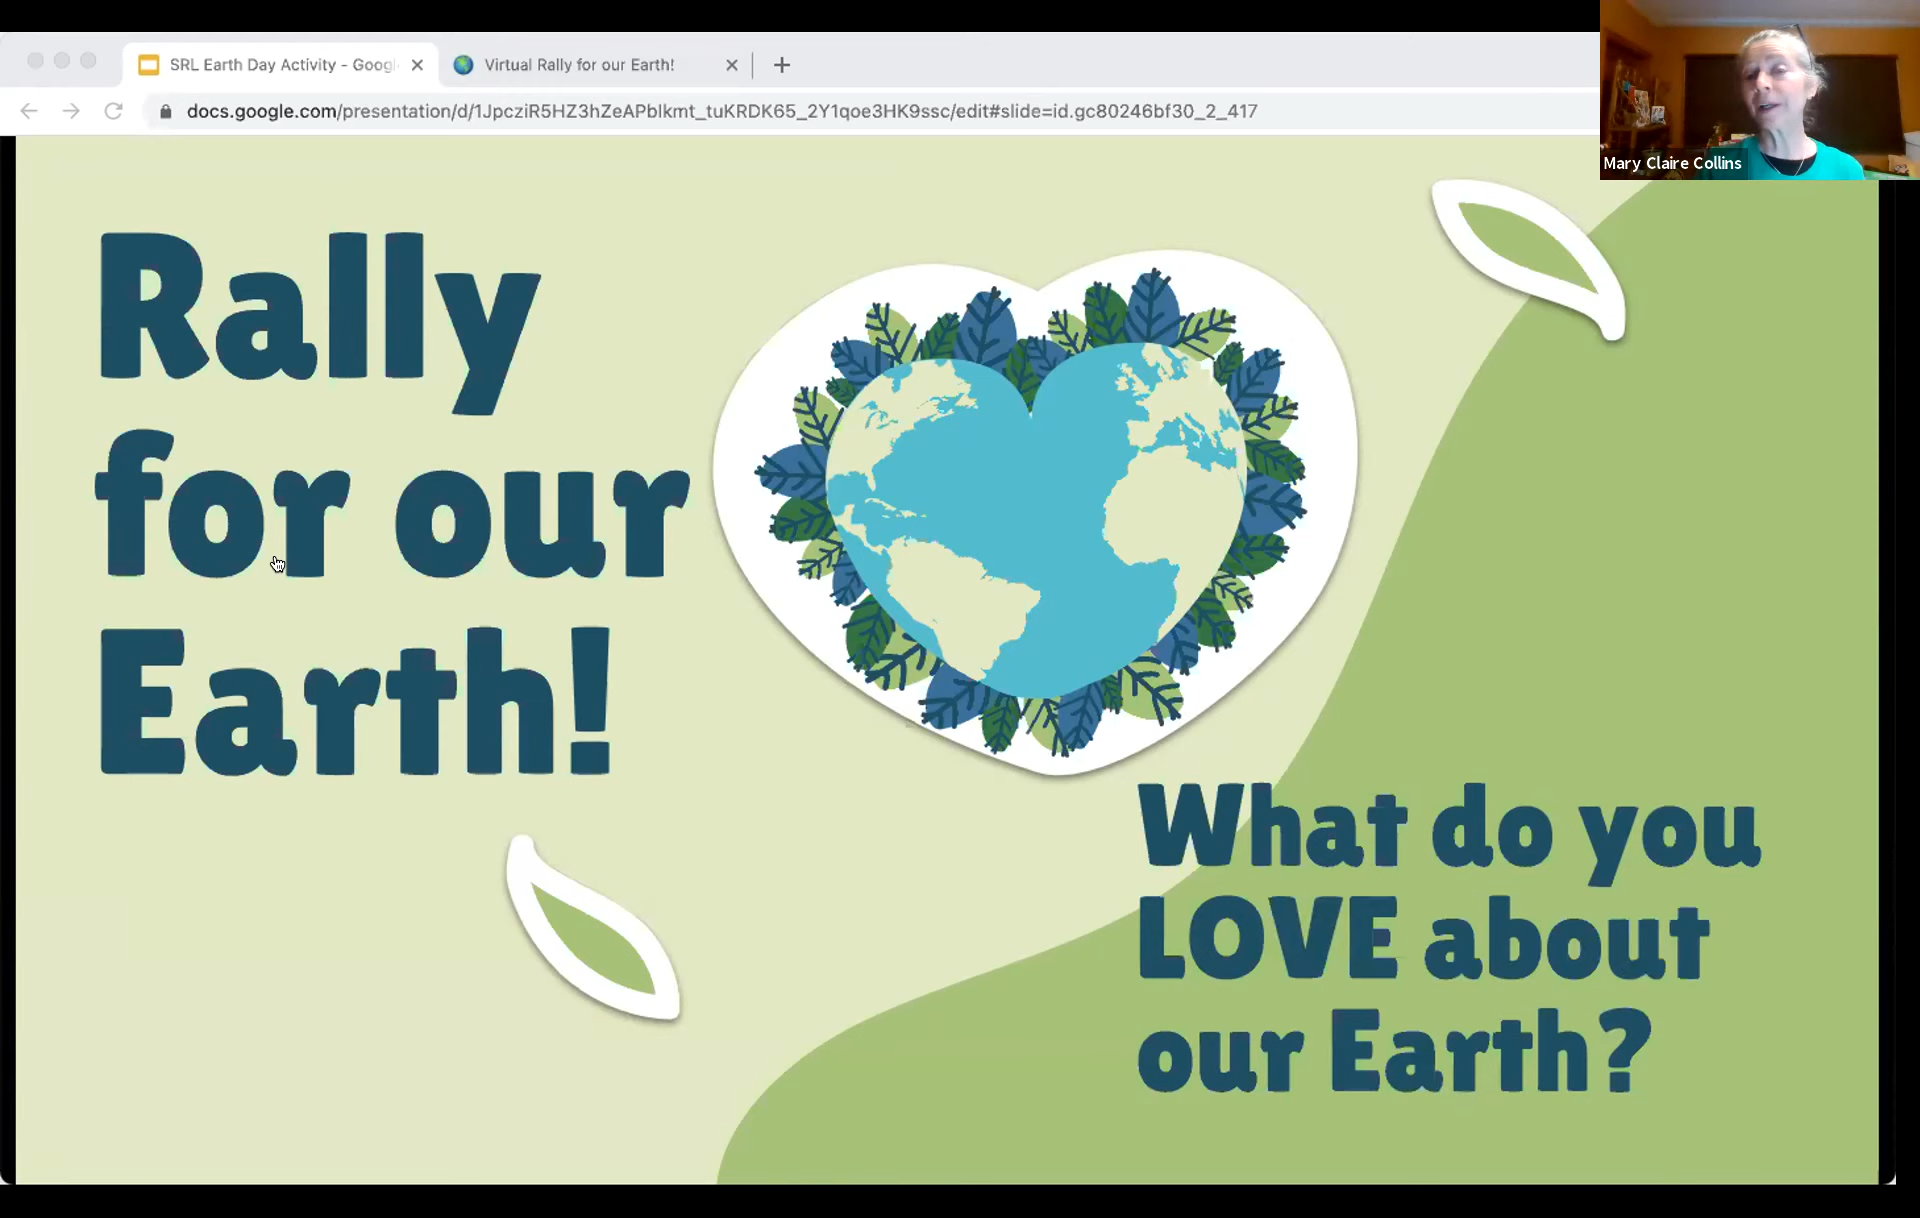 SRL Earth Day Activity - Googl
Virtual Rally for our Earth!
docs.google.com/presentation/d/1JpcziR5HZ3hZeAPblkmt_tuKRDK65_2Y1qoe3HK9ssc/edit#slide=id.gc80246bf30_2_417
Mary Claire Collins
Rally
for our
Earth!
What do you
LOVE about
our Earth?